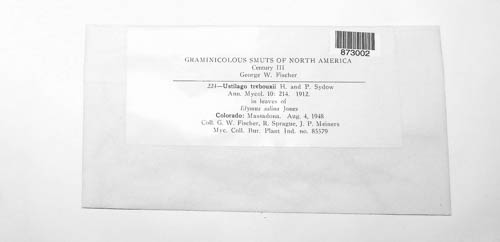 873002
GRAMINICOLOUS SMUTS OF NORTH AMERICA
Century III
George W. Fischer
224—Ustilago trebouxii H. and P. Sydow
Ann. Mycol. 10: 214. 1912.
in leaves of
Elymus salina Jones
Colorado: Massadona. Aug. 4, 1948
Coll. G. W. Fischer, R. Sprague, J. P. Meiners
Myc. Coll. Bur. Plant Ind. no. 85579